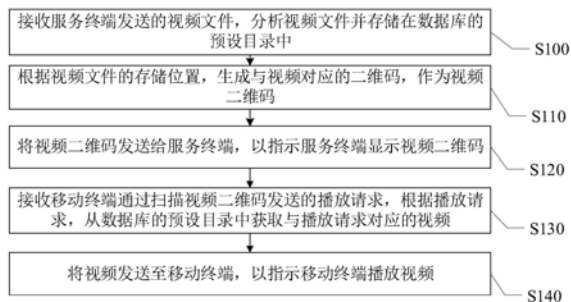 接收服务终端发送的视频文件，分析视频文件并存储在数据库的
预设目录中
S100
根据视频文件的存储位置，生成与视频对应的二维码，作为视频
二维码
S110
将视频二维码发送给服务终端，以指示服务终端显示视频二维码
S120
接收移动终端通过扫描视频二维码发送的播放请求，根据播放请
求，从数据库的预设目录中获取与播放请求对应的视频
S130
将视频发送至移动终端，以指示移动终端播放视频
S140